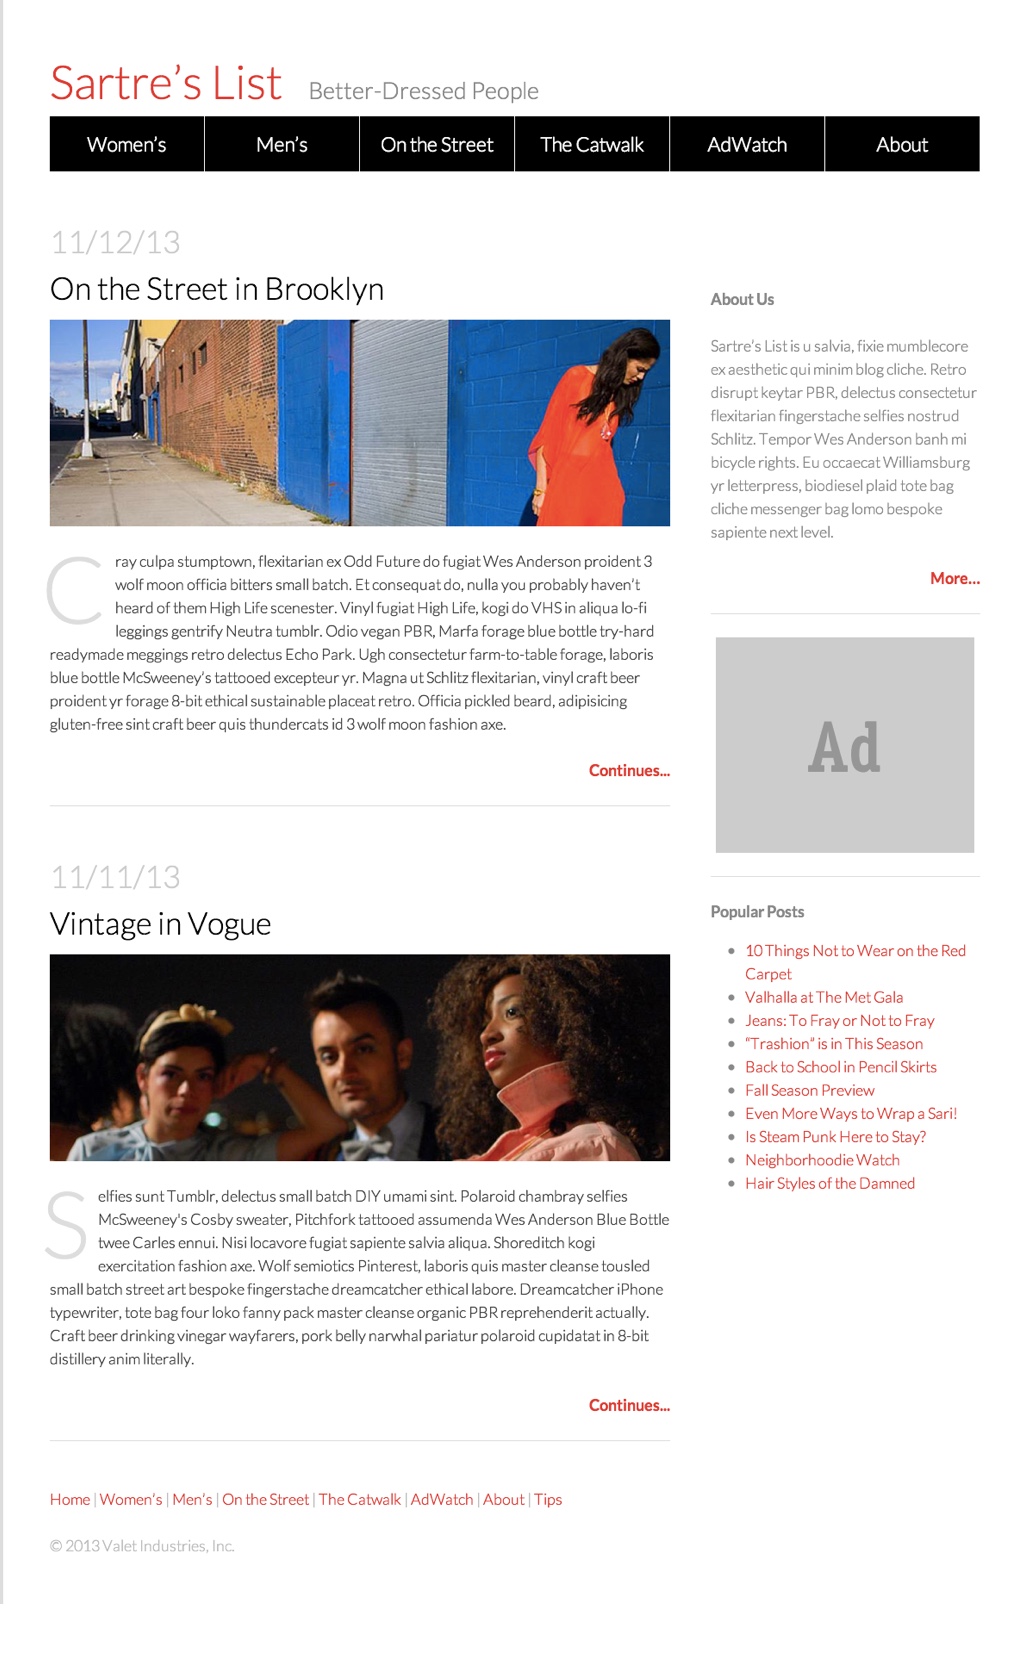 Sartre’s List Better-Dressed People
Women’s Men’s On the Street The Catwalk AdWatch About
11/12/13
On the Street in Brooklyn
Cray culpa stumptown, flexitarian ex Odd Future do fugiat Wes Anderson proident 3
wolf moon officia bitters small batch. Et consequat do, nulla you probably haven’t
heard of them High Life scenester. Vinyl fugiat High Life, kogi do VHS in aliqua lo-fi
leggings gentrify Neutra tumblr. Odio vegan PBR, Marfa forage blue bottle try-hard
readymade meggings retro delectus Echo Park. Ugh consectetur farm-to-table forage, laboris
blue bottle McSweeney’s tattooed excepteur yr. Magna ut Schlitz flexitarian, vinyl craft beer
proident yr forage 8-bit ethical sustainable placeat retro. Officia pickled beard, adipisicing
gluten-free sint craft beer quis thundercats id 3 wolf moon fashion axe.
Continues...
11/11/13
Vintage in Vogue
Selfies sunt Tumblr, delectus small batch DIY umami sint. Polaroid chambray selfies
McSweeney's Cosby sweater, Pitchfork tattooed assumenda Wes Anderson Blue Bottle
twee Carles ennui. Nisi locavore fugiat sapiente salvia aliqua. Shoreditch kogi
exercitation fashion axe. Wolf semiotics Pinterest, laboris quis master cleanse tousled
small batch street art bespoke fingerstache dreamcatcher ethical labore. Dreamcatcher iPhone
typewriter, tote bag four loko fanny pack master cleanse organic PBR reprehenderit actually.
Craft beer drinking vinegar wayfarers, pork belly narwhal pariatur polaroid cupidatat in 8-bit
distillery anim literally.
Continues...
About Us
Sartre’s List is u salvia, fixie mumblecore
ex aesthetic qui minim blog cliche. Retro
disrupt keytar PBR, delectus consectetur
flexitarian fingerstache selfies nostrud
Schlitz. Tempor Wes Anderson banh mi
bicycle rights. Eu occaecat Williamsburg
yr letterpress, biodiesel plaid tote bag
cliche messenger bag lomo bespoke
sapiente next level.
More...
Ad
Popular Posts
10 Things Not to Wear on the Red
Carpet
Valhalla at The Met Gala
Jeans: To Fray or Not to Fray
“Trashion” is in This Season
Back to School in Pencil Skirts
Fall Season Preview
Even More Ways to Wrap a Sari!
Is Steam Punk Here to Stay?
Neighborhoodie Watch
Hair Styles of the Damned
Home | Women’s | Men’s | On the Street | The Catwalk | AdWatch | About | Tips
© 2013 Valet Industries, Inc.